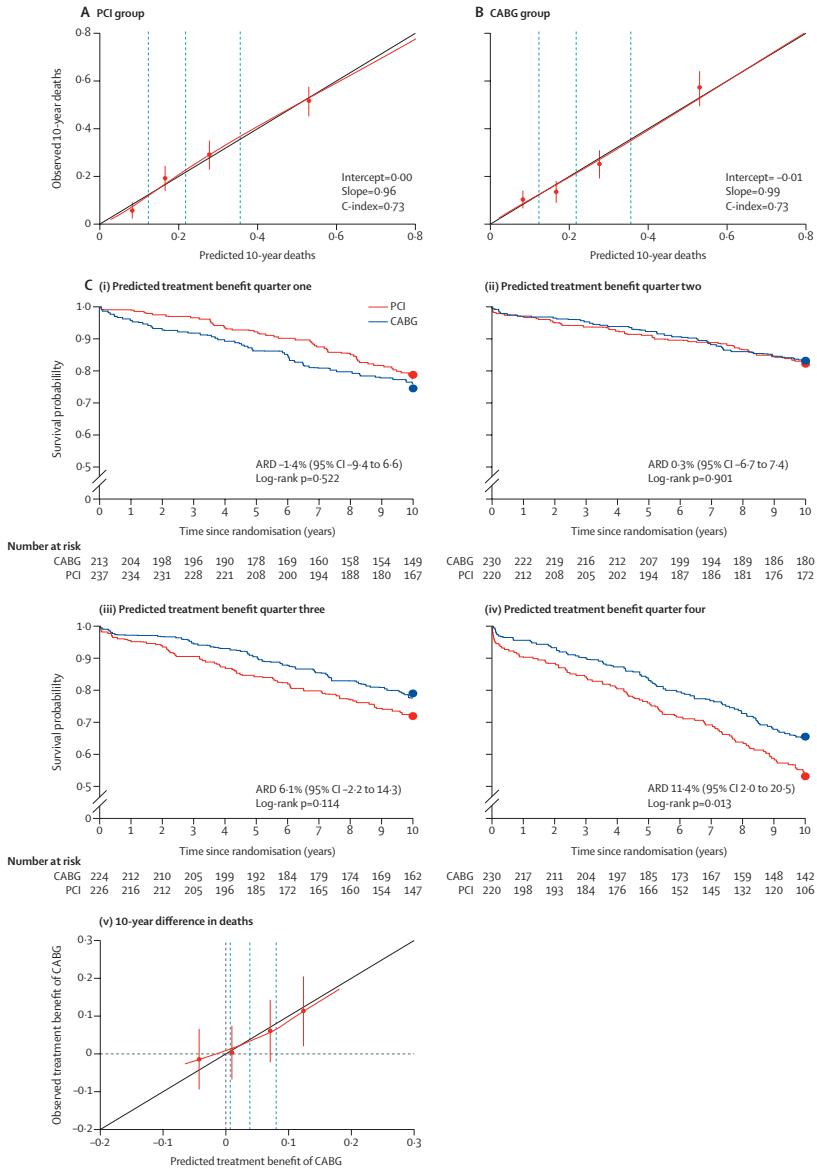 A PCI group
B CABG group
0·8
0·6
0·4
0·2
0
Observed 10-year deaths
Intercept=0·00
Slope=0·96
C-index=0·73
0 0·2 0·4 0·6 0·8
Predicted 10-year deaths
Intercept= –0·01
Slope=0·99
C-index=0·73
0 0·2 0·4 0·6 0·8
Predicted 10-year deaths
C (i) Predicted treatment benefit quarter one
(ii) Predicted treatment benefit quarter two
1·0
0·9
0·8
0·7
0·6
0·5
0
Survival probability
PCI
CABG
ARD –1·4% (95% CI –9·4 to 6·6)
Log-rank p=0·522
0 1 2 3 4 5 6 7 8 9 10
Time since randomisation (years)
ARD 0·3% (95% CI –6·7 to 7·4)
Log-rank p=0·901
0 1 2 3 4 5 6 7 8 9 10
Time since randomisation (years)
Number at risk
CABG 213 204 198 196 190 178 169 160 158 154 149
PCI 237 234 231 228 221 208 200 194 188 180 167
CABG 230 222 219 216 212 207 199 194 189 186 180
PCI 220 212 208 205 202 194 187 186 181 176 172
(iii) Predicted treatment benefit quarter three
(iv) Predicted treatment benefit quarter four
1·0
0·9
0·8
0·7
0·6
0·5
0
Survival probability
ARD 6·1% (95% CI –2·2 to 14·3)
Log-rank p=0·114
0 1 2 3 4 5 6 7 8 9 10
Time since randomisation (years)
ARD 11·4% (95% CI 2·0 to 20·5)
Log-rank p=0·013
0 1 2 3 4 5 6 7 8 9 10
Time since randomisation (years)
Number at risk
CABG 224 212 210 205 199 192 184 179 174 169 162
PCI 226 216 212 205 196 185 172 165 160 154 147
CABG 230 217 211 204 197 185 173 167 159 148 142
PCI 220 198 193 184 176 166 152 145 132 120 106
(v) 10-year difference in deaths
0·3
0·2
0·1
0
–0·1
–0·2
Observed treatment benefit of CABG
–0·2 –0·1 0 0·1 0·2 0·3
Predicted treatment benefit of CABG